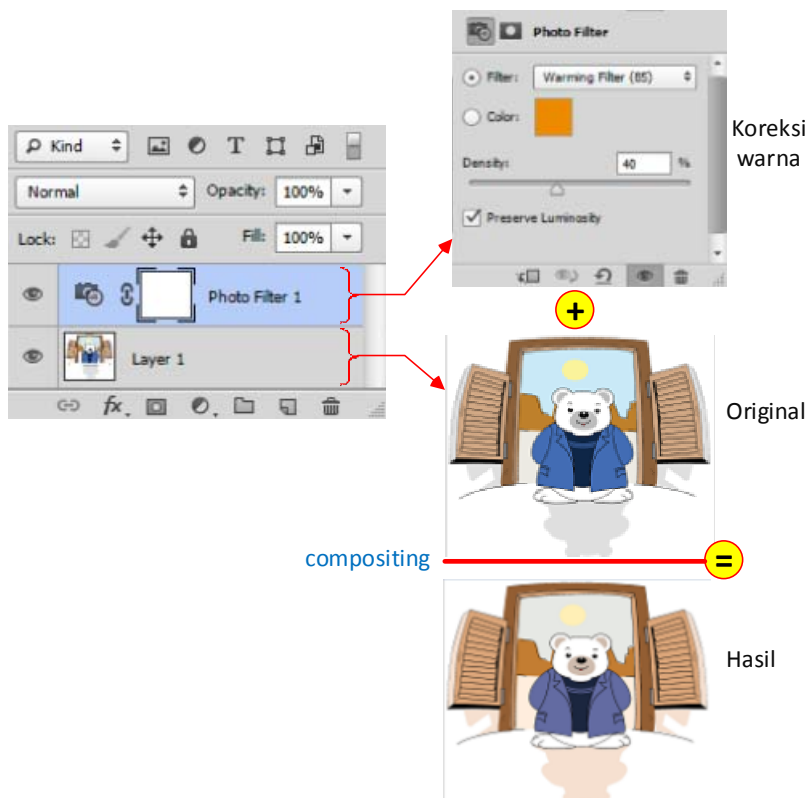 Photo Filter
Filter: Warming Filter (85)
Color:
Density: 40 %
Preserve Luminosity
Koreksi
warna
Kind T
Normal Opacity: 100%
Lock: Fill: 100%
Photo Filter 1
Layer 1
fx.
+
Original
compositing =
Hasil